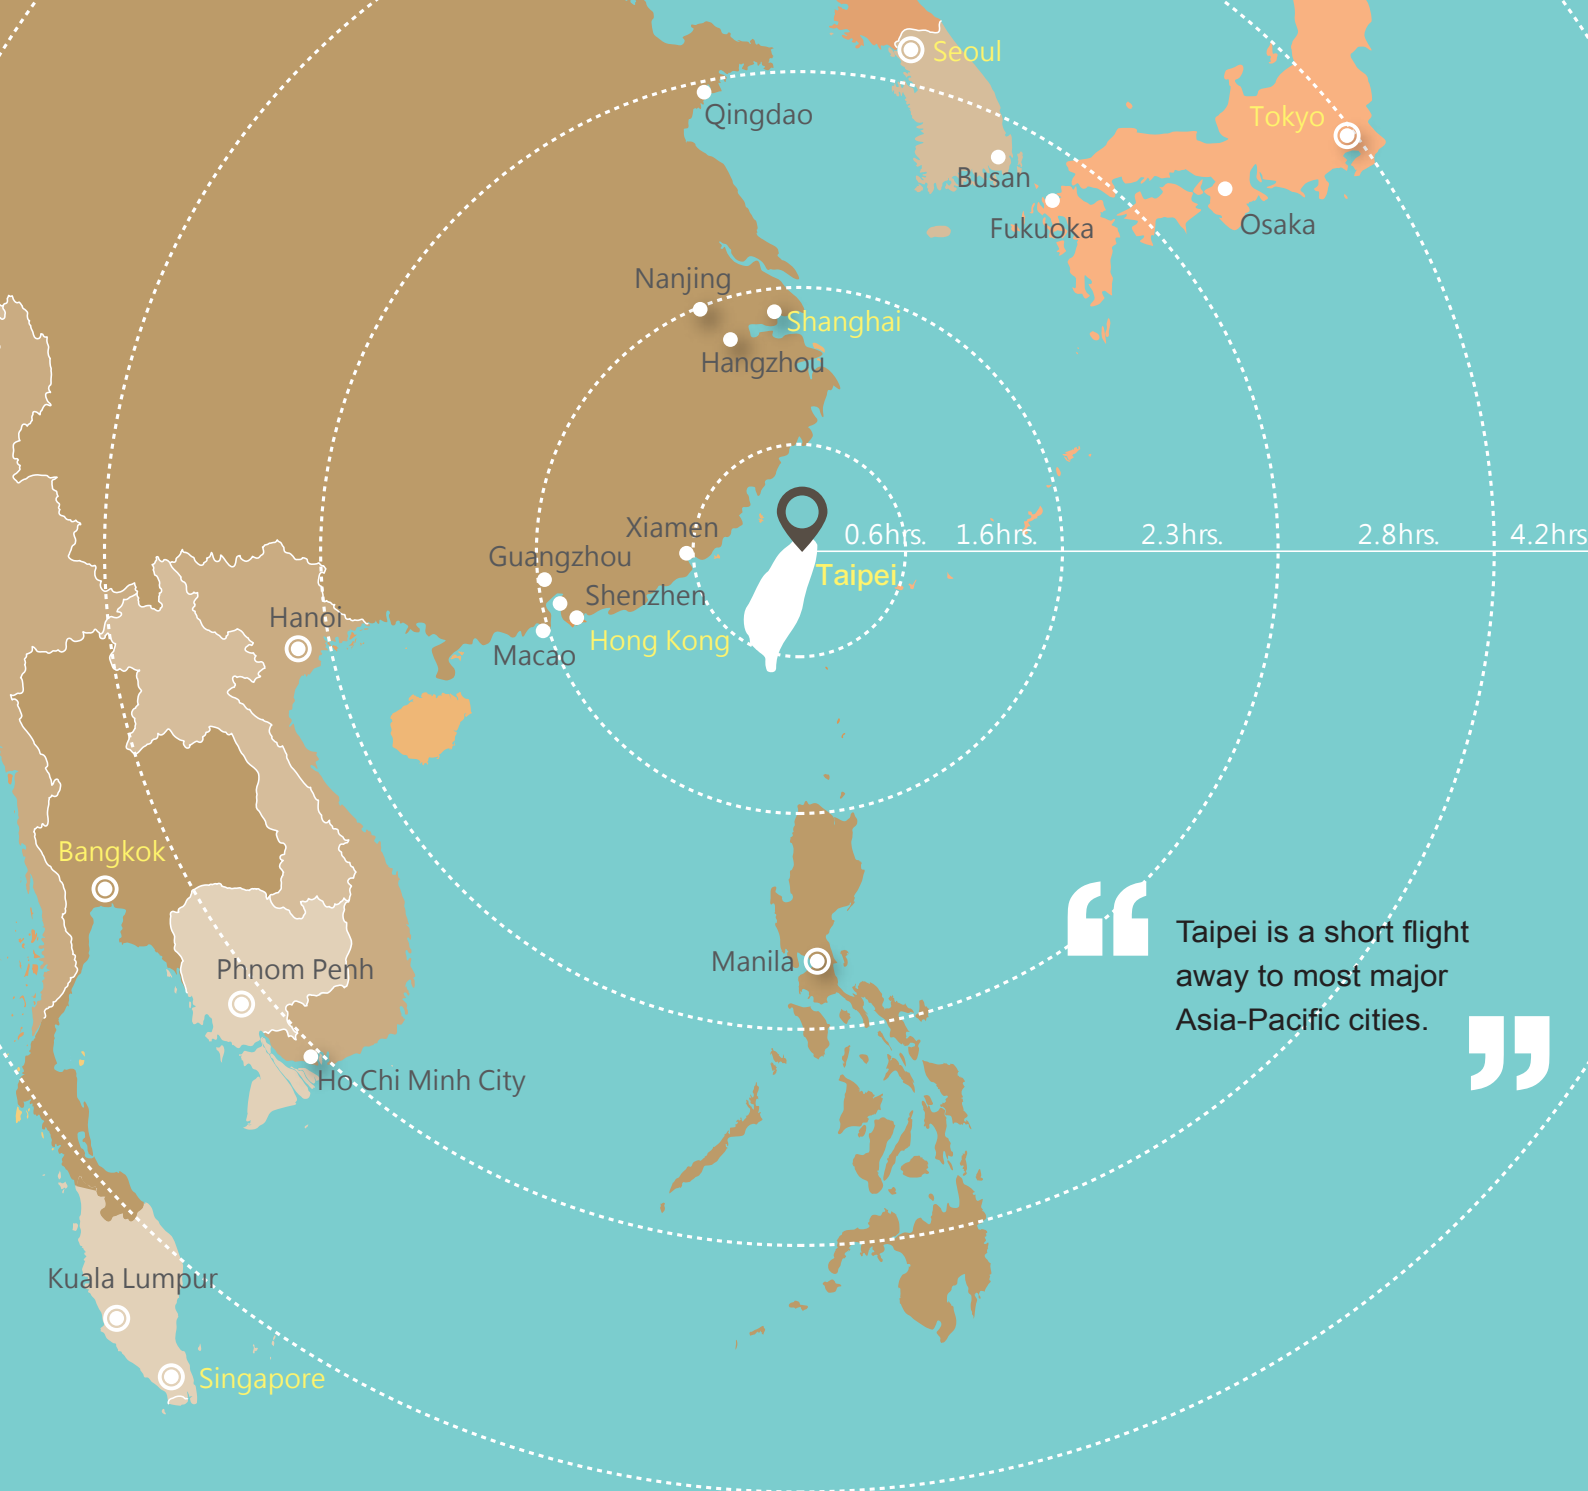 Seoul
Qingdao
Tokyo
Busan
Fukuoka
Osaka
Nanjing
Shanghai
Hangzhou
Xiamen
0.6hrs.
1.6hrs.
2.3hrs.
2.8hrs.
4.2hrs
Guangzhou
Taipei
Shenzhen
Hanoi
Hong Kong
Macao
Bangkok
“
Taipei is a short flight
away to most major
Asia-Pacific cities.
”
Manila
Phnom Penh
Ho Chi Minh City
Kuala Lumpur
Singapore